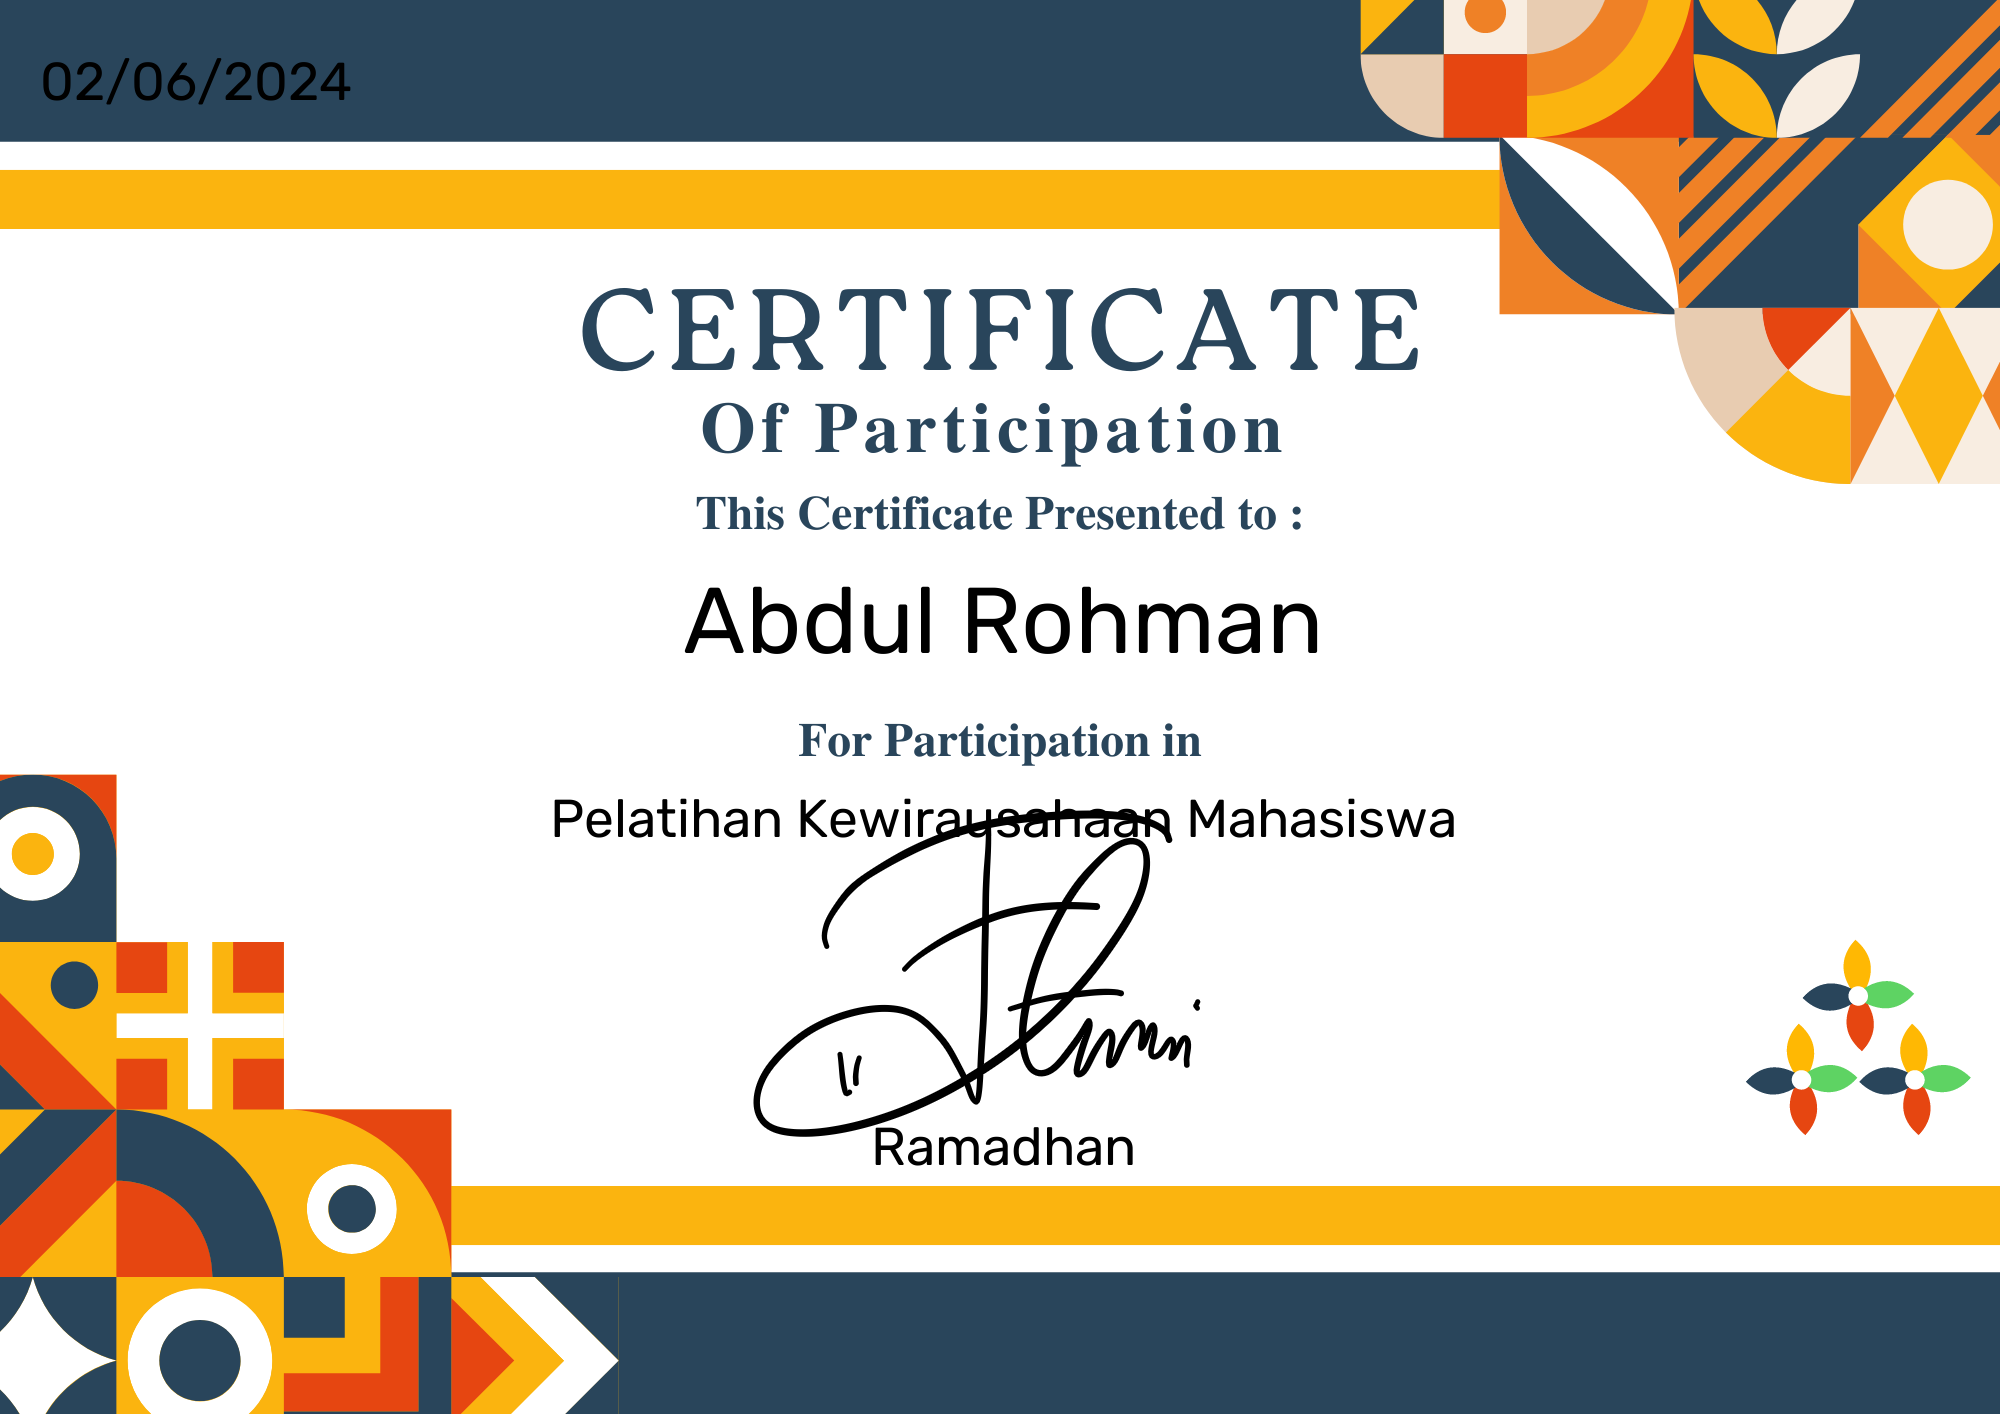 02/06/2024
CERTIFICATE
Of Participation
This Certificate Presented to :
Abdul Rohman
For Participation in
Pelatihan Kewirausahaan Mahasiswa
Ramadhan